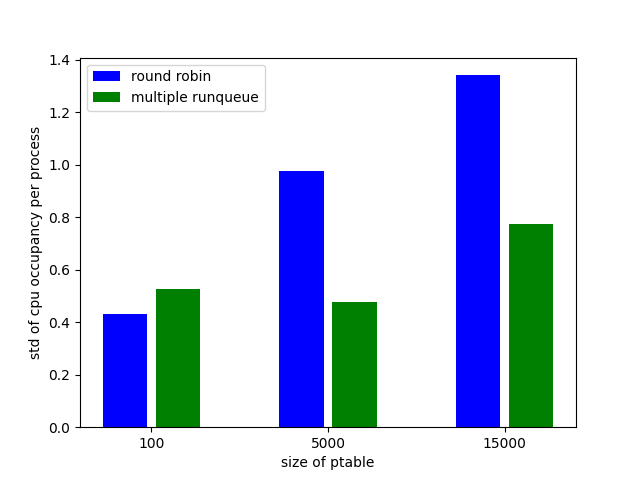 round robin
multiple runqueue
std of cpu occupancy per process
1.4
1.2
1.0
0.8
0.6
0.4
0.2
0.0
100
5000
15000
size of ptable